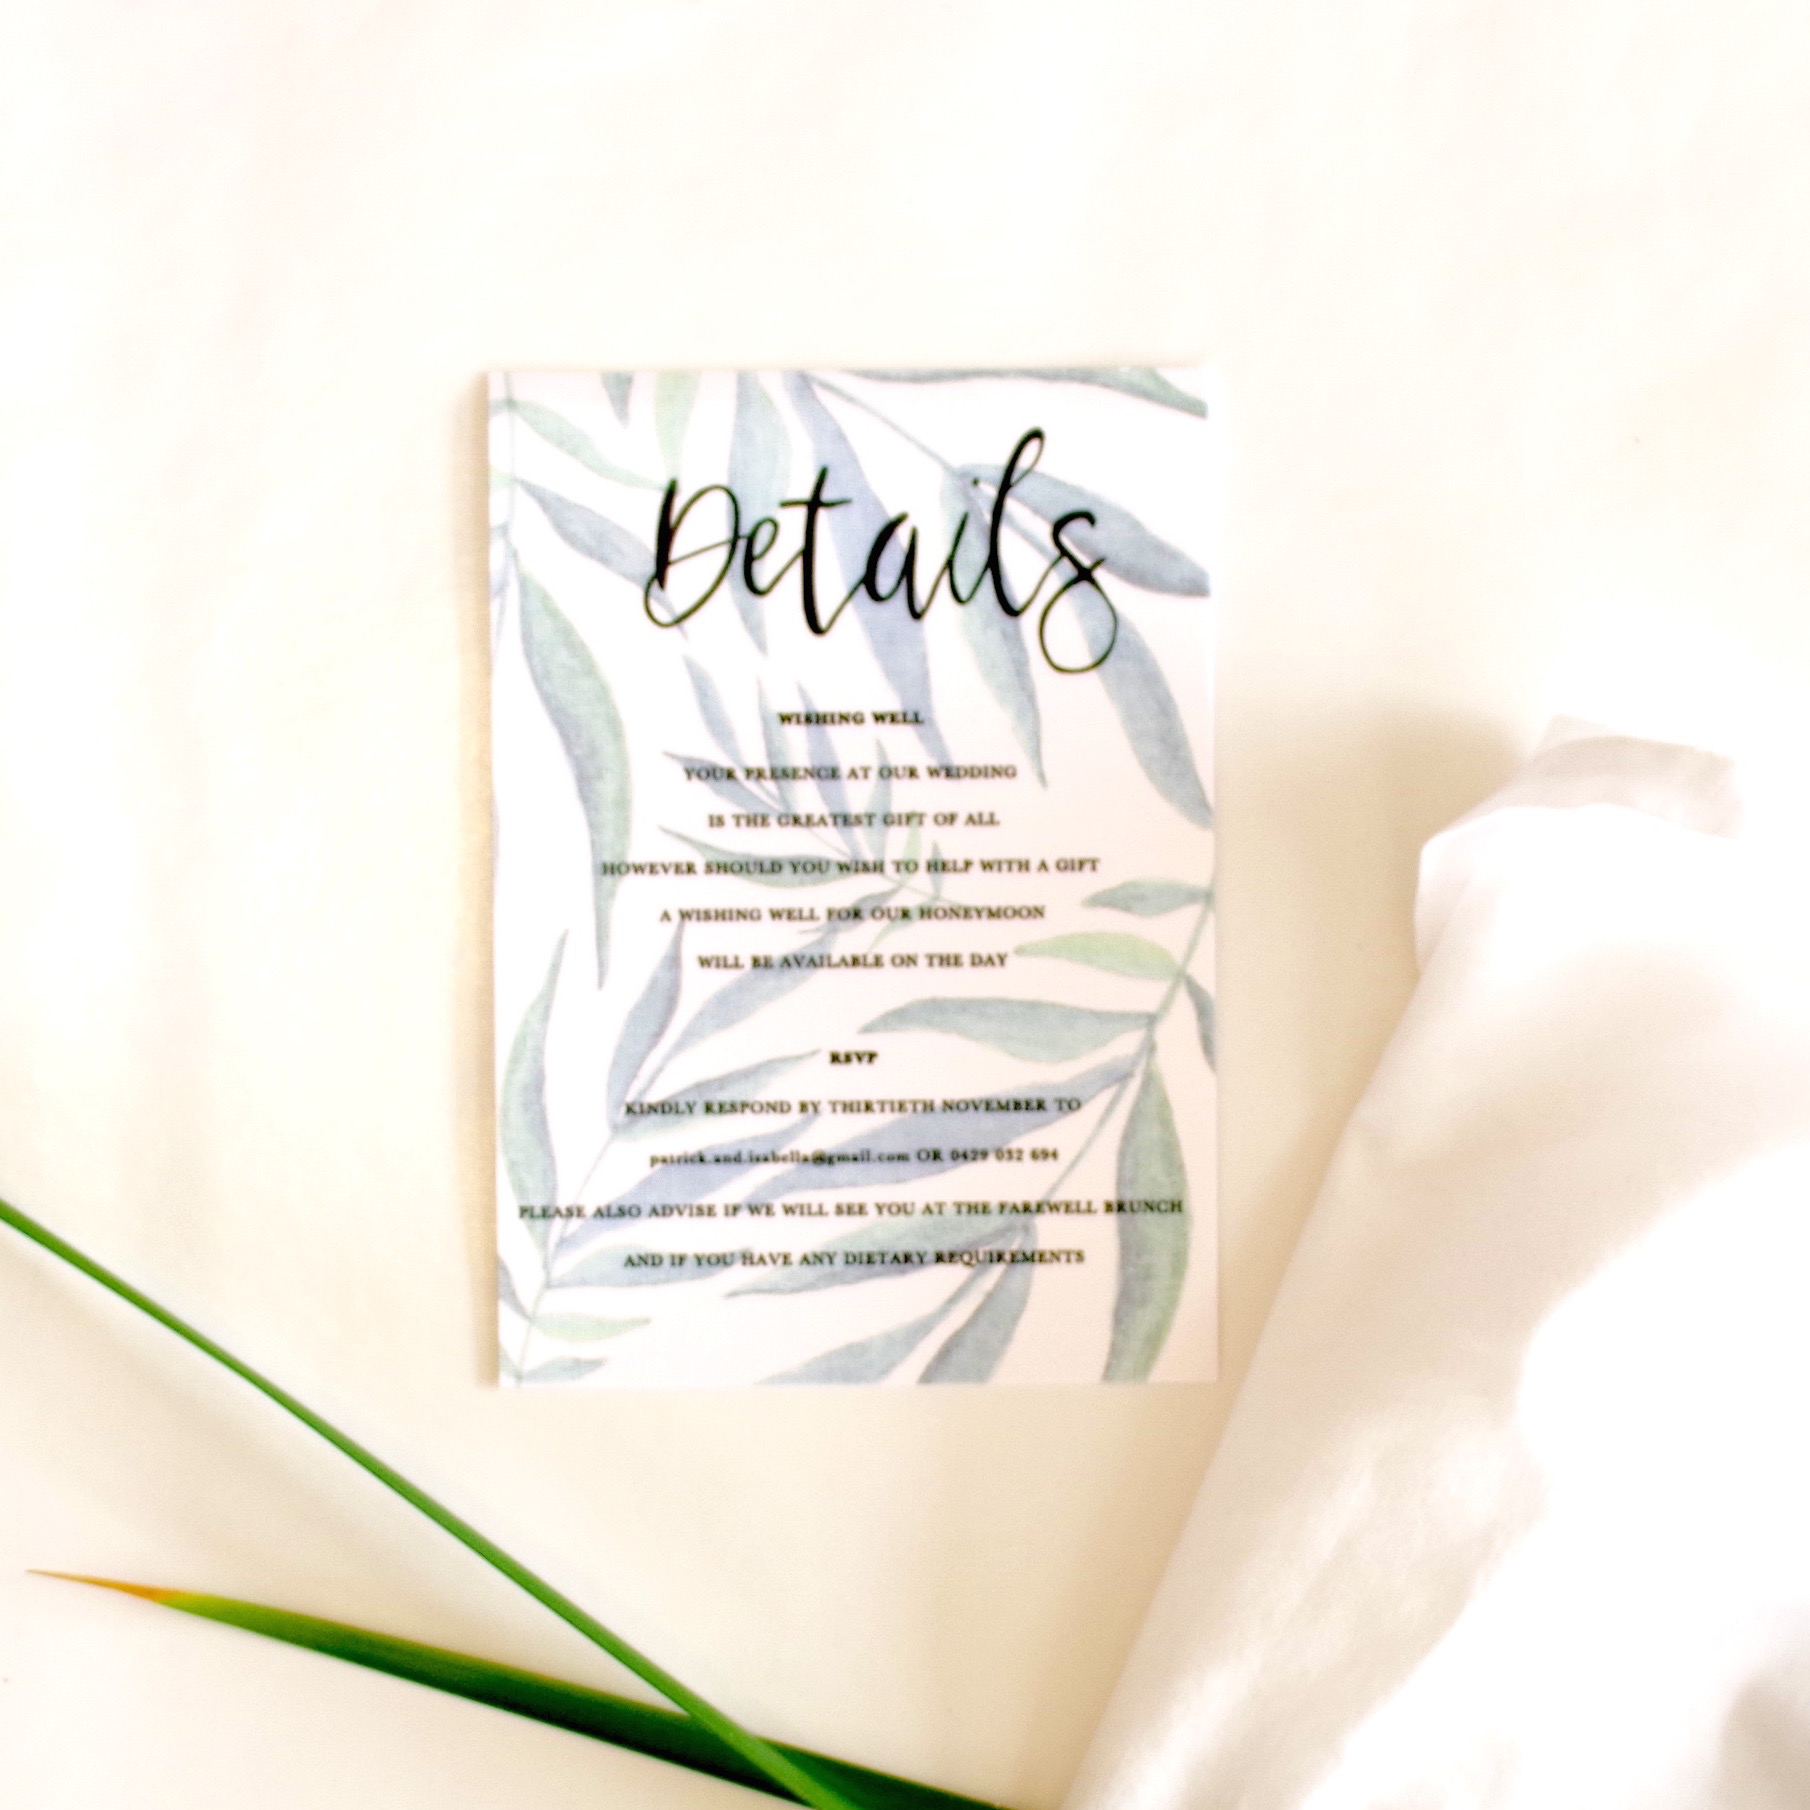 Details
WISHING WELL
YOUR PRESENCE AT OUR WEDDING
IS THE GREATEST GIFT OF ALL
HOWEVER SHOULD YOU WISH TO HELP WITH A GIFT
A WISHING WELL FOR OUR HONEYMOON
WILL BE AVAILABLE ON THE DAY
RSVP
KINDLY RESPOND BY THIRTIETH NOVEMBER TO
patrick.and.isabella@gmail.com OR 0429 032 694
PLEASE ALSO ADVISE IF WE WILL SEE YOU AT THE FAREWELL BRUNCH
AND IF YOU HAVE ANY DIETARY REQUIREMENTS